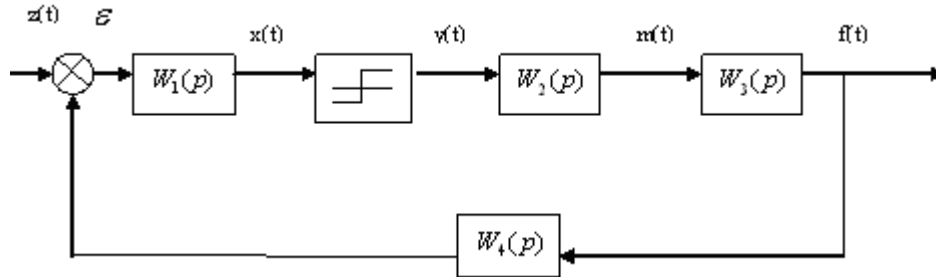 z(t) ε x(t) v(t) m(t) f(t)
W₁(p) W₂(p) W₃(p)
W₄(p)